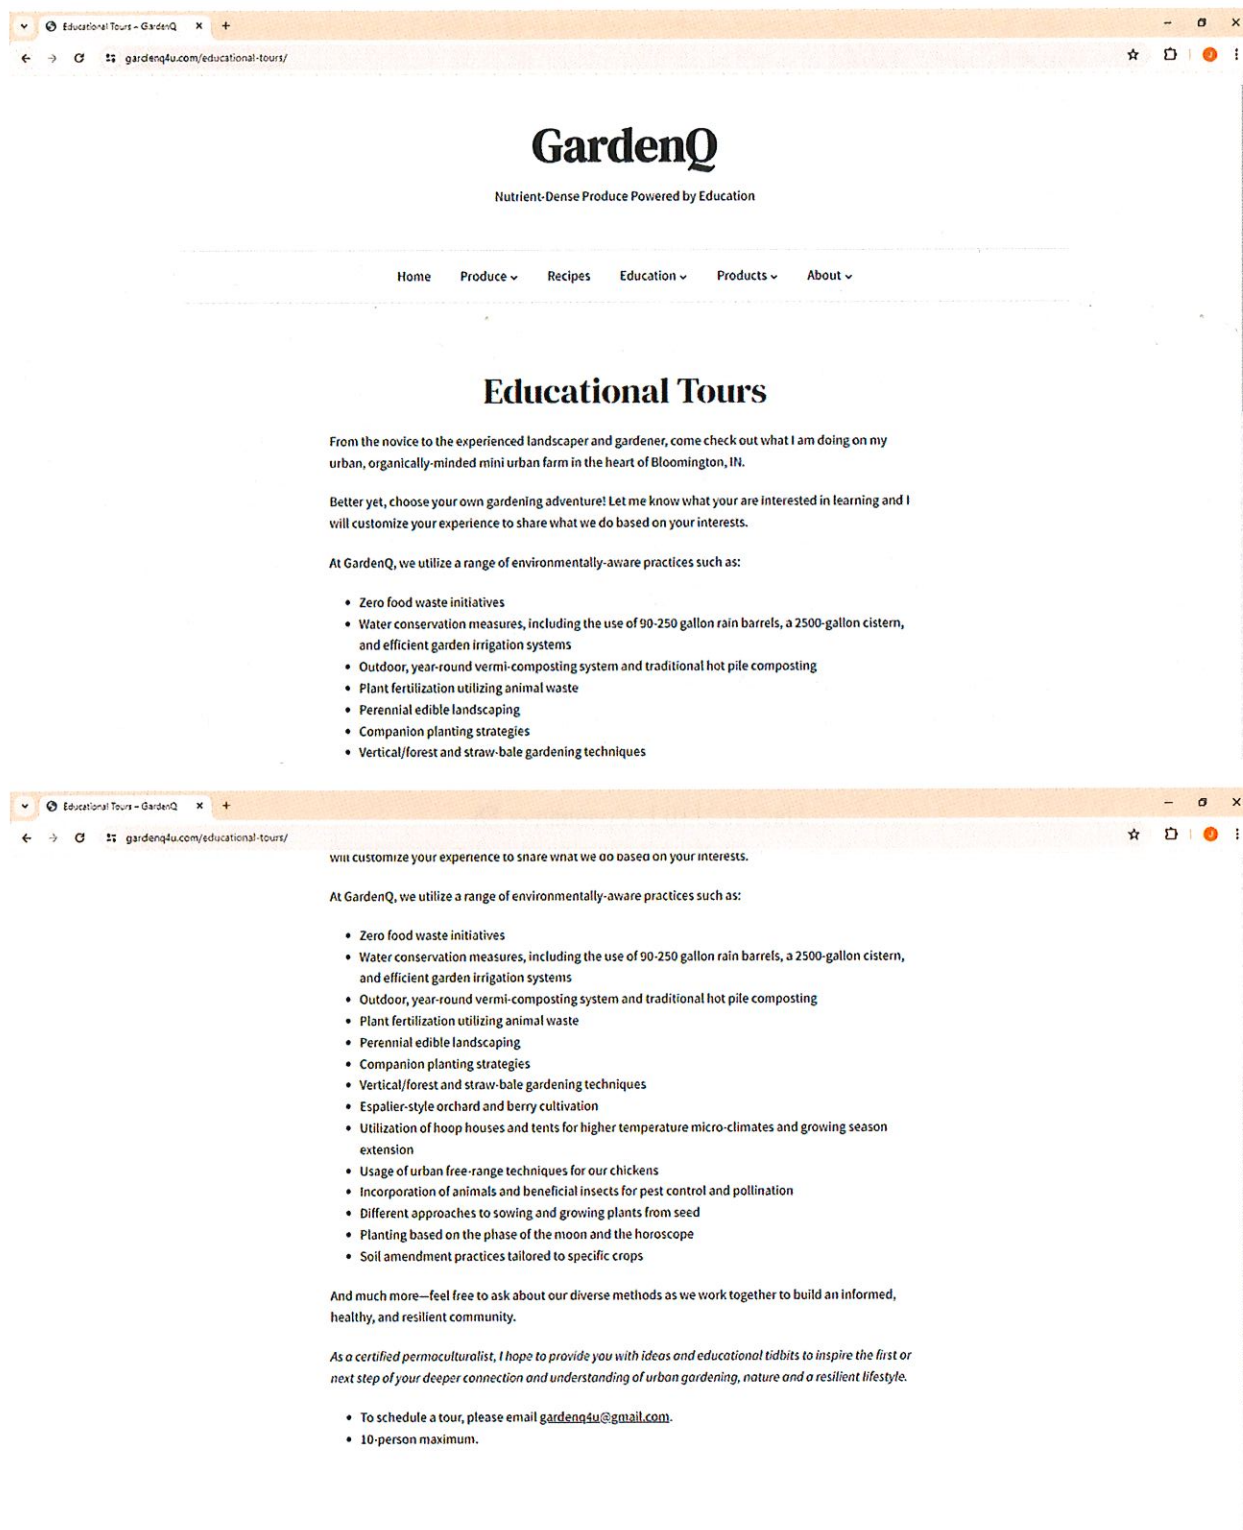 Educational Tours – GardenQ
gardenq4u.com/educational-tours/
GardenQ
Nutrient-Dense Produce Powered by Education
Home Produce Recipes Education Products About
Educational Tours
From the novice to the experienced landscaper and gardener, come check out what I am doing on my
urban, organically-minded mini urban farm in the heart of Bloomington, IN.
Better yet, choose your own gardening adventure! Let me know what your are interested in learning and I
will customize your experience to share what we do based on your interests.
At GardenQ, we utilize a range of environmentally-aware practices such as:
• Zero food waste initiatives
• Water conservation measures, including the use of 90-250 gallon rain barrels, a 2500-gallon cistern,
and efficient garden irrigation systems
• Outdoor, year-round vermi-composting system and traditional hot pile composting
• Plant fertilization utilizing animal waste
• Perennial edible landscaping
• Companion planting strategies
• Vertical/forest and straw-bale gardening techniques
Educational Tours – GardenQ
gardenq4u.com/educational-tours/
will customize your experience to share what we do based on your interests.
At GardenQ, we utilize a range of environmentally-aware practices such as:
• Zero food waste initiatives
• Water conservation measures, including the use of 90-250 gallon rain barrels, a 2500-gallon cistern,
and efficient garden irrigation systems
• Outdoor, year-round vermi-composting system and traditional hot pile composting
• Plant fertilization utilizing animal waste
• Perennial edible landscaping
• Companion planting strategies
• Vertical/forest and straw-bale gardening techniques
• Espalier-style orchard and berry cultivation
• Utilization of hoop houses and tents for higher temperature micro-climates and growing season
extension
• Usage of urban free-range techniques for our chickens
• Incorporation of animals and beneficial insects for pest control and pollination
• Different approaches to sowing and growing plants from seed
• Planting based on the phase of the moon and the horoscope
• Soil amendment practices tailored to specific crops
And much more—feel free to ask about our diverse methods as we work together to build an informed,
healthy, and resilient community.
As a certified permaculturalist, I hope to provide you with ideas and educational tidbits to inspire the first or
next step of your deeper connection and understanding of urban gardening, nature and a resilient lifestyle.
• To schedule a tour, please email gardenq4u@gmail.com.
• 10-person maximum.